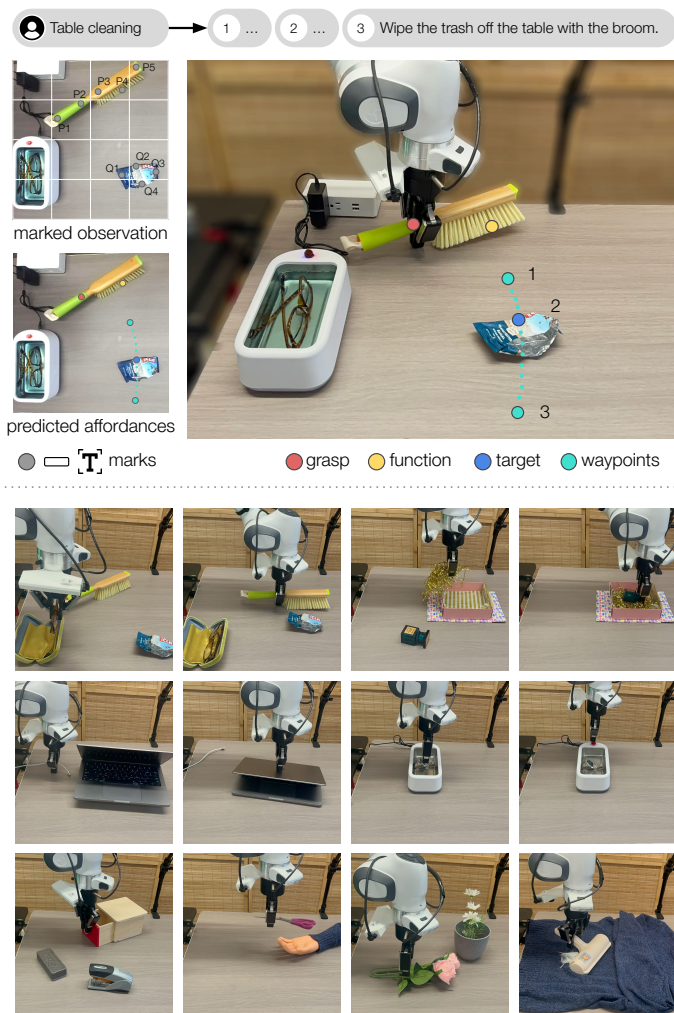 Table cleaning
1 ...
2 ...
3 Wipe the trash off the table with the broom.
P5
P3
P4
P2
P1
Q2
Q1
Q3
Q4
marked observation
predicted affordances
1
2
3
T marks
grasp
function
target
waypoints